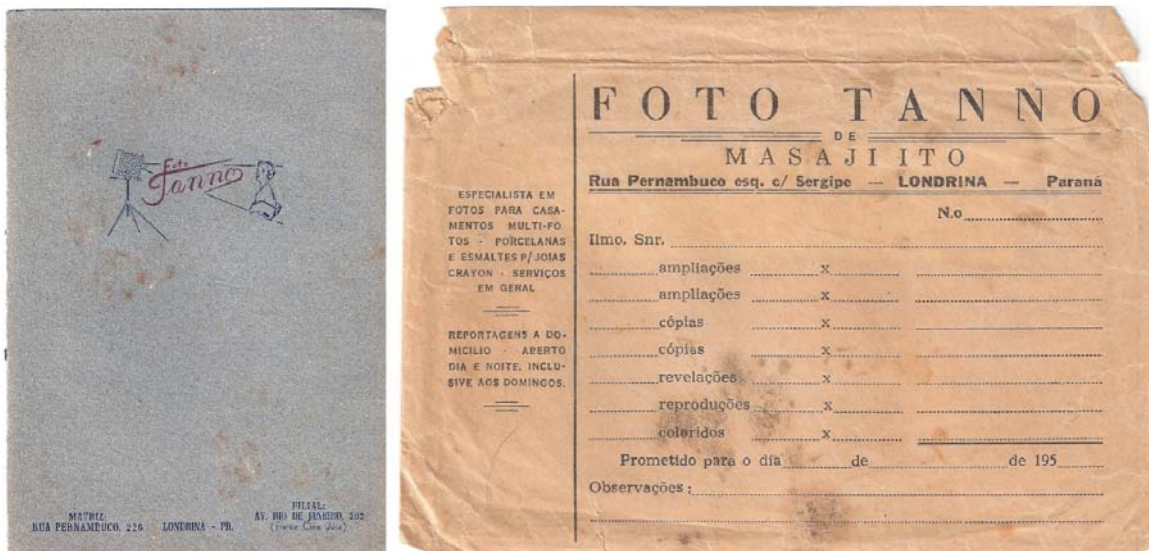 Foto
Tanno
MATRIZ:
RUA PERNAMBUCO, 226 LONDRINA - PR.
FILIAL:
AV. RIO DE JANEIRO, 202
(Frente Cine Joia)
ESPECIALISTA EM
FOTOS PARA CASA-
MENTOS MULTI-FO
TOS - PORCELANAS
E ESMALTES P/ JOIAS
CRAYON - SERVIÇOS
EM GERAL
REPORTAGENS A DO-
MICILIO - ABERTO
DIA E NOITE, INCLU-
SIVE AOS DOMINGOS.
FOTO TANNO
DE
MASAJI ITO
Rua Pernambuco esq. c/ Sergipe — LONDRINA — Paraná
N.o
Ilmo. Snr.
ampliações x
ampliações x
cópias x
cópias x
revelações x
reproduções x
coloridos x
Prometido para o dia de de 195
Observações: